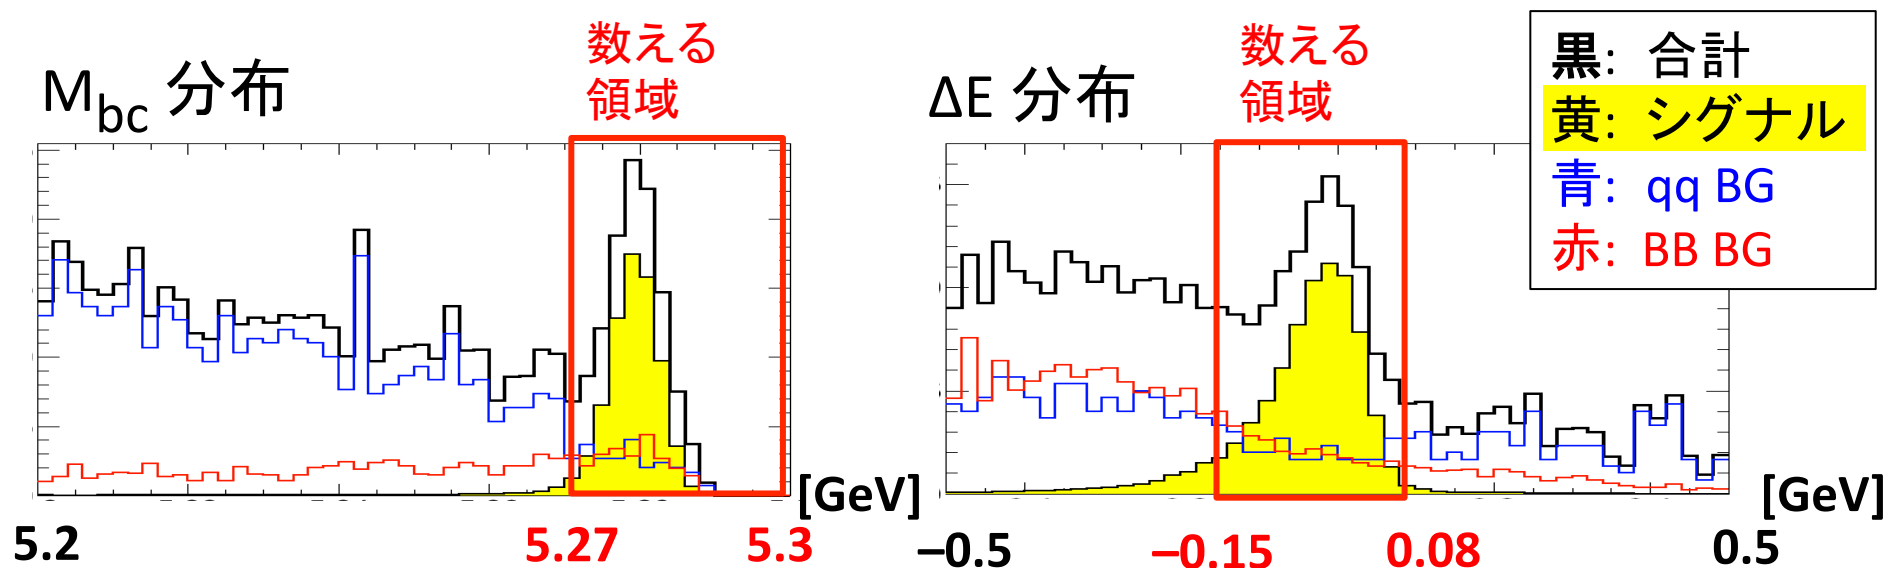 Mbc 分布
数える
領域
[GeV]
5.2
5.27
5.3
ΔE 分布
数える
領域
[GeV]
−0.5
−0.15
0.08
0.5
黒: 合計
黄: シグナル
青: qq BG
赤: BB BG